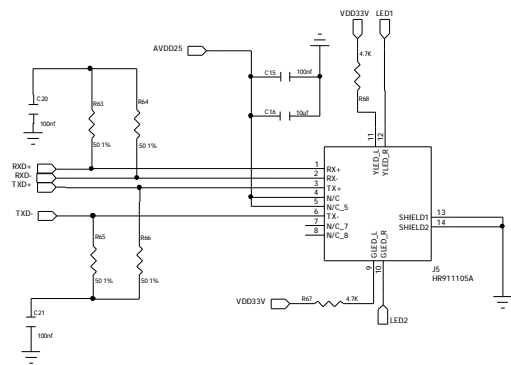 VDD33V LED1
AVDD25
4.7K
C15 100nf
R68
C16 10uf
C20
100nf
R63 R64
50 1% 50 1%
11 12
YLED_L YLED_R
RXD+ 1 RX+
RXD- 2 RX-
TXD+ 3 TX+
4 N/C
5 N/C_5
TXD- 6 TX-
7 N/C_7
8 N/C_8
SHIELD1 13
SHIELD2 14
GLED_L GLED_R
9 10
R65 R66
50 1% 50 1%
J5
HR911105A
VDD33V R67 4.7K
LED2
C21
100nf